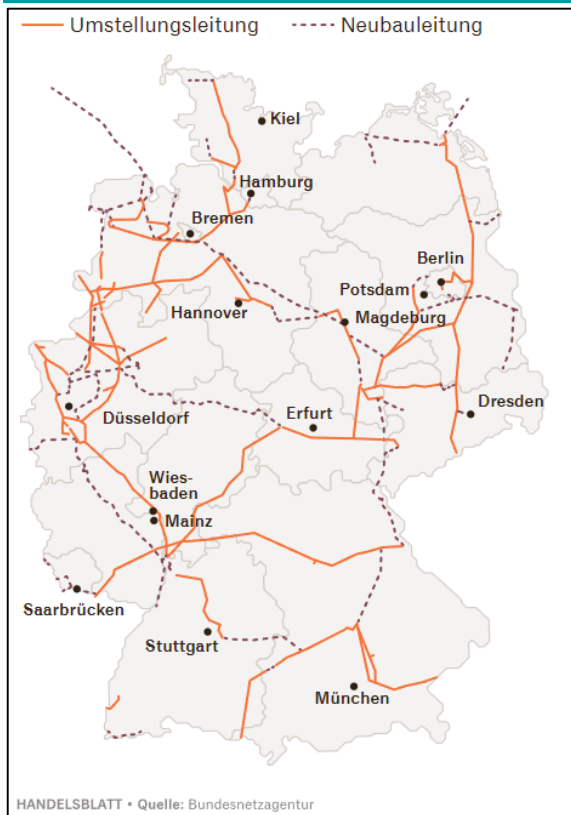 Umstellungsleitung Neubauleitung
Kiel
Hamburg
Bremen
Berlin
Potsdam
Hannover
Magdeburg
Düsseldorf
Erfurt
Dresden
Wies-
baden
Mainz
Saarbrücken
Stuttgart
München
HANDELSBLATT • Quelle: Bundesnetzagentur